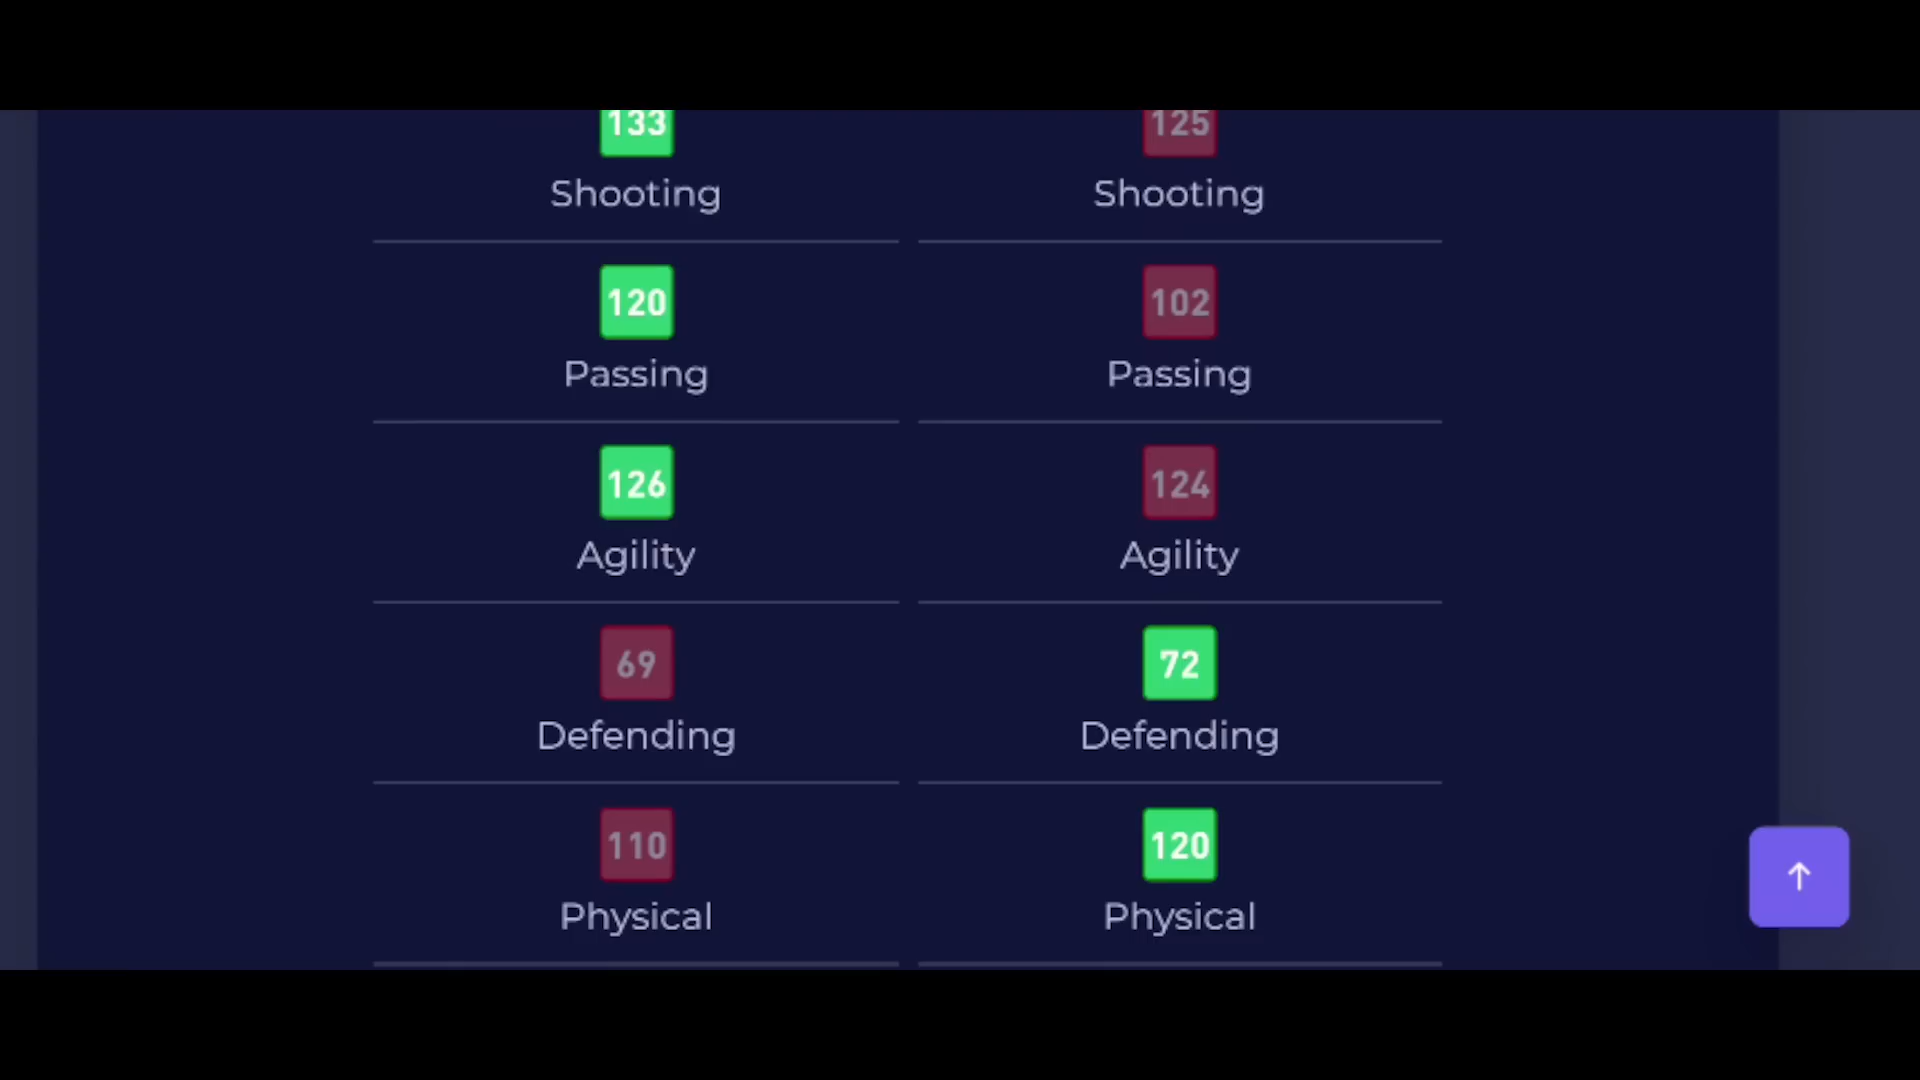 133 125
Shooting Shooting
120 102
Passing Passing
126 124
Agility Agility
69 72
Defending Defending
110 120
Physical Physical